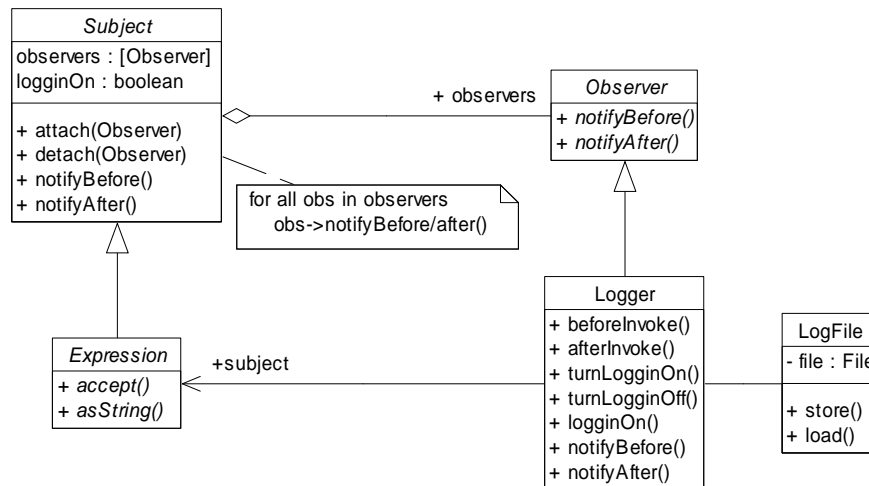 Subject
observers : [Observer]
logginOn : boolean
+ attach(Observer)
+ detach(Observer)
+ notifyBefore()
+ notifyAfter()
+ observers
Observer
+ notifyBefore()
+ notifyAfter()
for all obs in observers
obs->notifyBefore/after()
Expression
+ accept()
+ asString()
+subject
Logger
+ beforeInvoke()
+ afterInvoke()
+ turnLogginOn()
+ turnLogginOff()
+ logginOn()
+ notifyBefore()
+ notifyAfter()
LogFile
- file : File
+ store()
+ load()